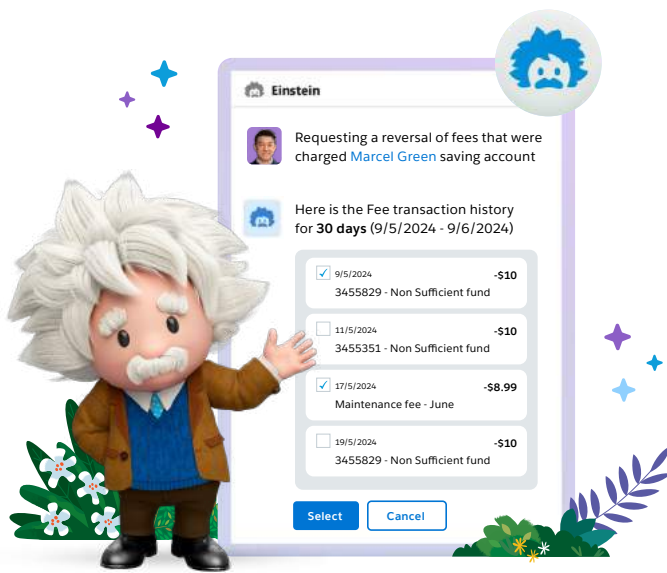 Einstein
Requesting a reversal of fees that were
charged Marcel Green saving account
Here is the Fee transaction history
for 30 days (9/5/2024 - 9/6/2024)
9/5/2024 -$10
3455829 - Non Sufficient fund
11/5/2024 -$10
3455351 - Non Sufficient fund
17/5/2024 -$8.99
Maintenance fee - June
19/5/2024 -$10
3455829 - Non Sufficient fund
Select Cancel